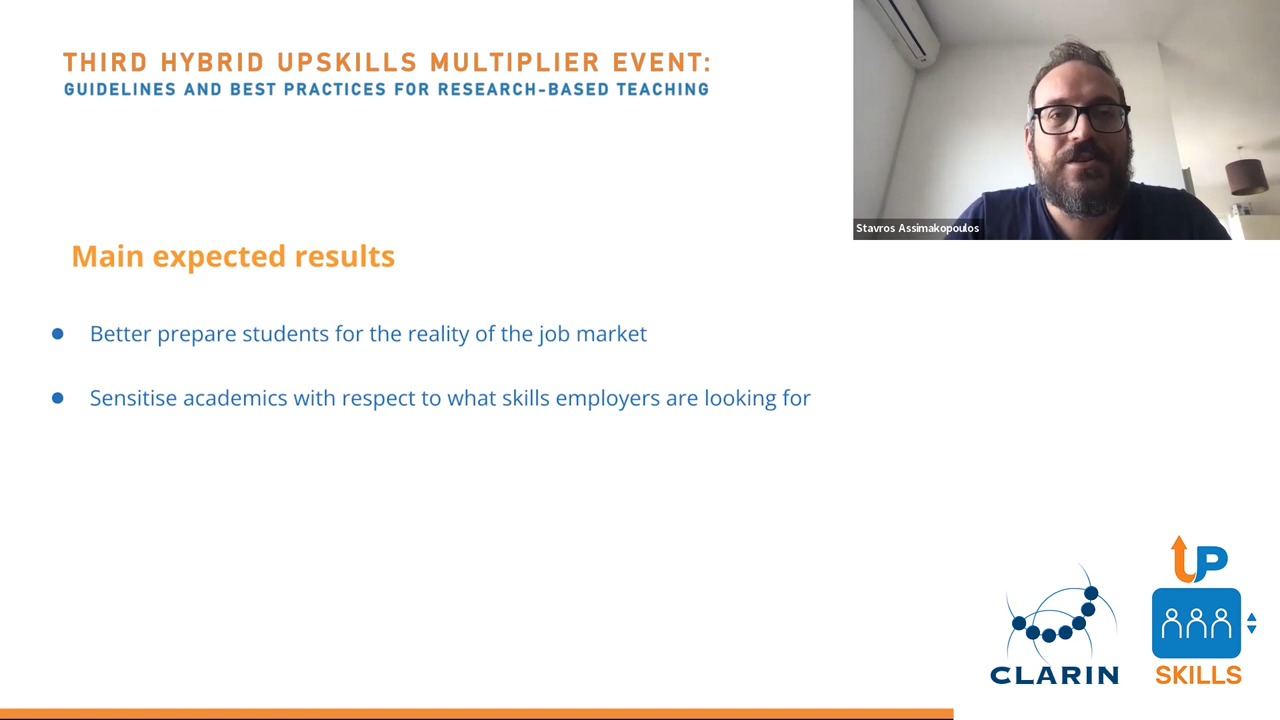 THIRD HYBRID UPSKILLS MULTIPLIER EVENT:
GUIDELINES AND BEST PRACTICES FOR RESEARCH-BASED TEACHING
Stavros Assimakopoulos
Main expected results
Better prepare students for the reality of the job market
Sensitise academics with respect to what skills employers are looking for
UP
CLARIN
SKILLS